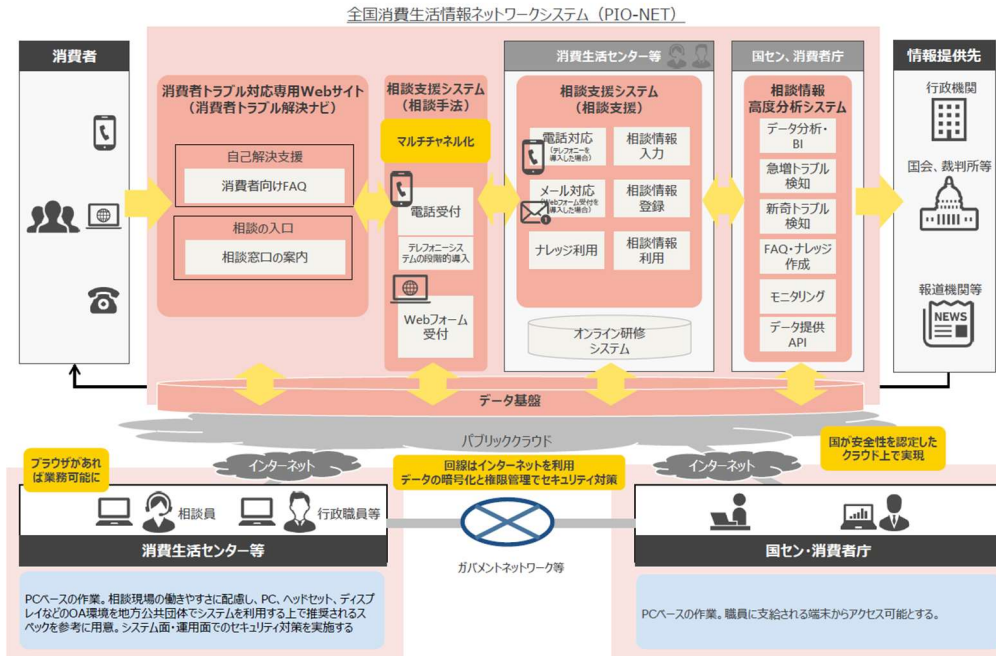 全国消費生活情報ネットワークシステム（PIO-NET）
消費者
消費者トラブル対応専用Webサイト
（消費者トラブル解決ナビ）
自己解決支援
消費者向けFAQ
相談の入口
相談窓口の案内
相談支援システム
（相談手法）
マルチチャネル化
電話受付
テレフォニーシス
テムの段階的導入
Webフォーム
受付
消費生活センター等
相談支援システム
（相談支援）
電話対応
（テレフォニーを
導入した場合）
相談情報
入力
メール対応
（Webフォーム受付を
導入した場合）
相談情報
登録
ナレッジ利用
相談情報
利用
オンライン研修
システム
国セン、消費者庁
相談情報
高度分析システム
データ分析・
BI
急増トラブル
検知
新奇トラブル
検知
FAQ・ナレッジ
作成
モニタリング
データ提供
API
情報提供先
行政機関
国会、裁判所等
報道機関等
NEWS
データ基盤
パブリッククラウド
ブラウザがあれ
ば業務可能に
インターネット
回線はインターネットを利用
データの暗号化と権限管理でセキュリティ対策
インターネット
国が安全性を認定した
クラウド上で実現
相談員
行政職員等
消費生活センター等
ガバメントネットワーク等
国セン・消費者庁
PCベースの作業。相談現場の働きやすさに配慮し、PC、ヘッドセット、ディスプ
レイなどのOA環境を地方公共団体でシステムを利用する上で推奨されるス
ペックを参考に用意。システム面・運用面でのセキュリティ対策を実施する
PCベースの作業。職員に支給される端末からアクセス可能とする。